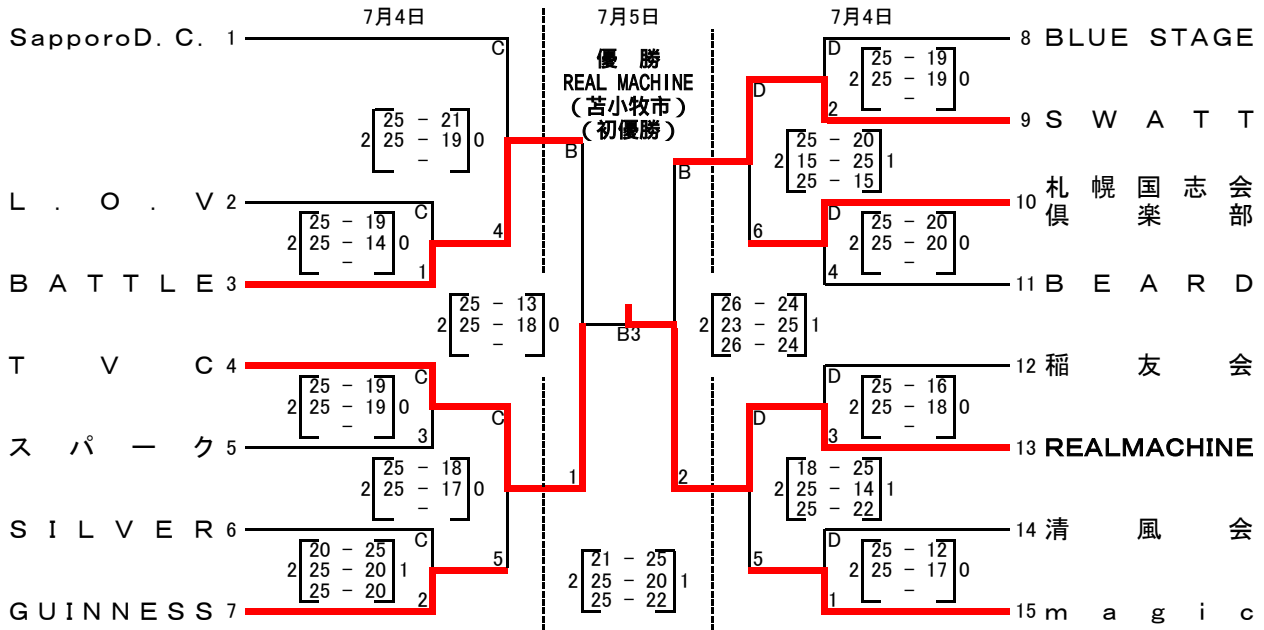 7月4日
7月5日
7月4日
優 勝
REAL MACHINE
(苫小牧市)
(初優勝)
SapporoD. C. 1
C
2 [25 - 21] 0
25 - 19
-
L . O . V 2
C
2 [25 - 19] 0
25 - 14
-
1
4
B A T T L E 3
B
2 [25 - 13] 0
25 - 18
-
T V C 4
C
2 [25 - 19] 0
25 - 19
-
3
C
ス パ ー ク 5
2 [25 - 18] 0
25 - 17
-
1
S I L V E R 6
C
2 [20 - 25] 1
25 - 20
25 - 20
2
5
GUINNESS 7
B3
2 [21 - 25] 1
25 - 20
25 - 22
8 BLUE STAGE
D
2 [25 - 19] 0
25 - 19
-
2
D
9 S W A T T
2 [25 - 20] 1
15 - 25
25 - 15
B
10 札 幌 国 志 会
倶 楽 部
D
2 [25 - 20] 0
25 - 20
-
4
6
11 B E A R D
2 [26 - 24] 1
23 - 25
26 - 24
12 稲 友 会
D
2 [25 - 16] 0
25 - 18
-
3
D
13 REALMACHINE
2 [18 - 25] 1
25 - 14
25 - 22
2
14 清 風 会
D
2 [25 - 12] 0
25 - 17
-
1
5
15 m a g i c